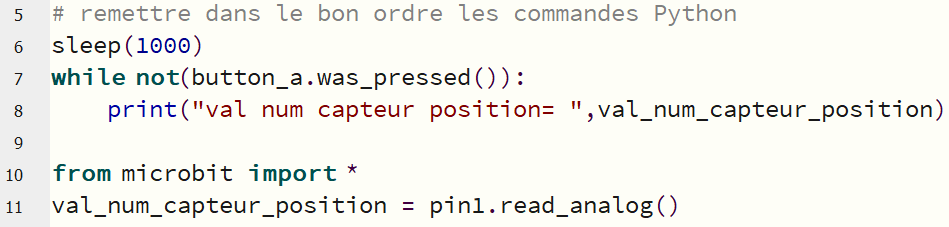 5 # remettre dans le bon ordre les commandes Python
6 sleep(1000)
7 while not(button_a.was_pressed()):
8     print("val num capteur position= ",val_num_capteur_position)
9
10 from microbit import *
11 val_num_capteur_position = pin1.read_analog()